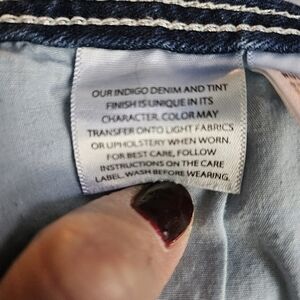 OUR INDIGO DENIM AND TINT
FINISH IS UNIQUE IN ITS
CHARACTER. COLOR MAY
TRANSFER ONTO LIGHT FABRICS
OR UPHOLSTERY WHEN WORN.
FOR BEST CARE, FOLLOW
INSTRUCTIONS ON THE CARE
LABEL. WASH BEFORE WEARING.